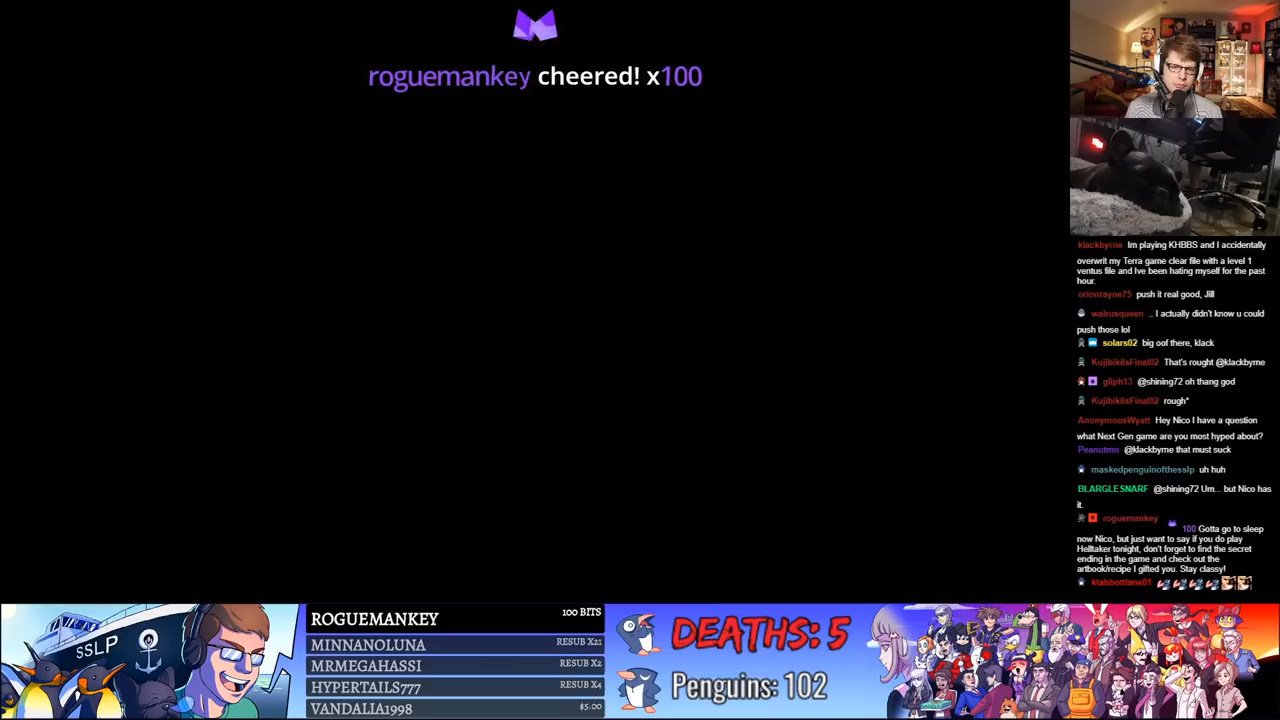 roguemankey cheered! x100
klackbyrne Im playing KHBBS and I accidentally
overwrit my Terra game clear file with a level 1
ventus file and Ive been hating myself for the past
hour.
orionrayne75 push it real good, Jill
walrusqueen .. I actually didn't know u could
push those lol
solars02 big oof there, klack
KujibikiisFinal02 That's rought @klackbyrne
gliph13 @shining72 oh thang god
KujibikiisFinal02 rough*
AnonymousWyatt Hey Nico I have a question
what Next Gen game are you most hyped about?
Peanutmn @klackbyrne that must suck
maskedpenguinofthesslp uh huh
BLARGLESNARF @shining72 Um... but Nico has
it.
roguemankey 100 Gotta go to sleep
now Nico, but just want to say if you do play
Helltaker tonight, don't forget to find the secret
ending in the game and check out the
artbook/recipe I gifted you. Stay classy!
ktabbottlane01
SSLP
ROGUEMANKEY 100 BITS
MINNANOLUNA RESUB X21
MRMEGAHASSI RESUB X2
HYPERTAILS777 RESUB X4
VANDALIA1998 $5.00
DEATHS: 5
Penguins: 102